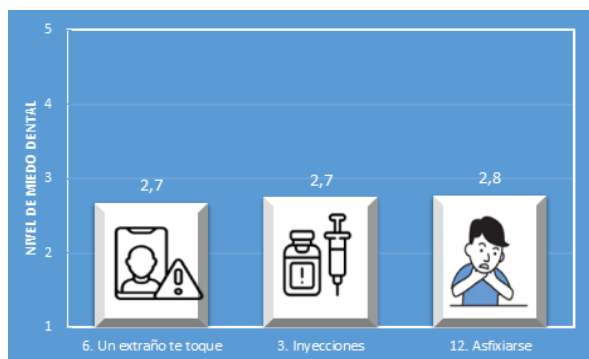 NIVEL DE MIEDO DENTAL
5
4
3
2
1
2,7
2,7
2,8
6. Un extraño te toque
3. Inyecciones
12. Asfixiarse